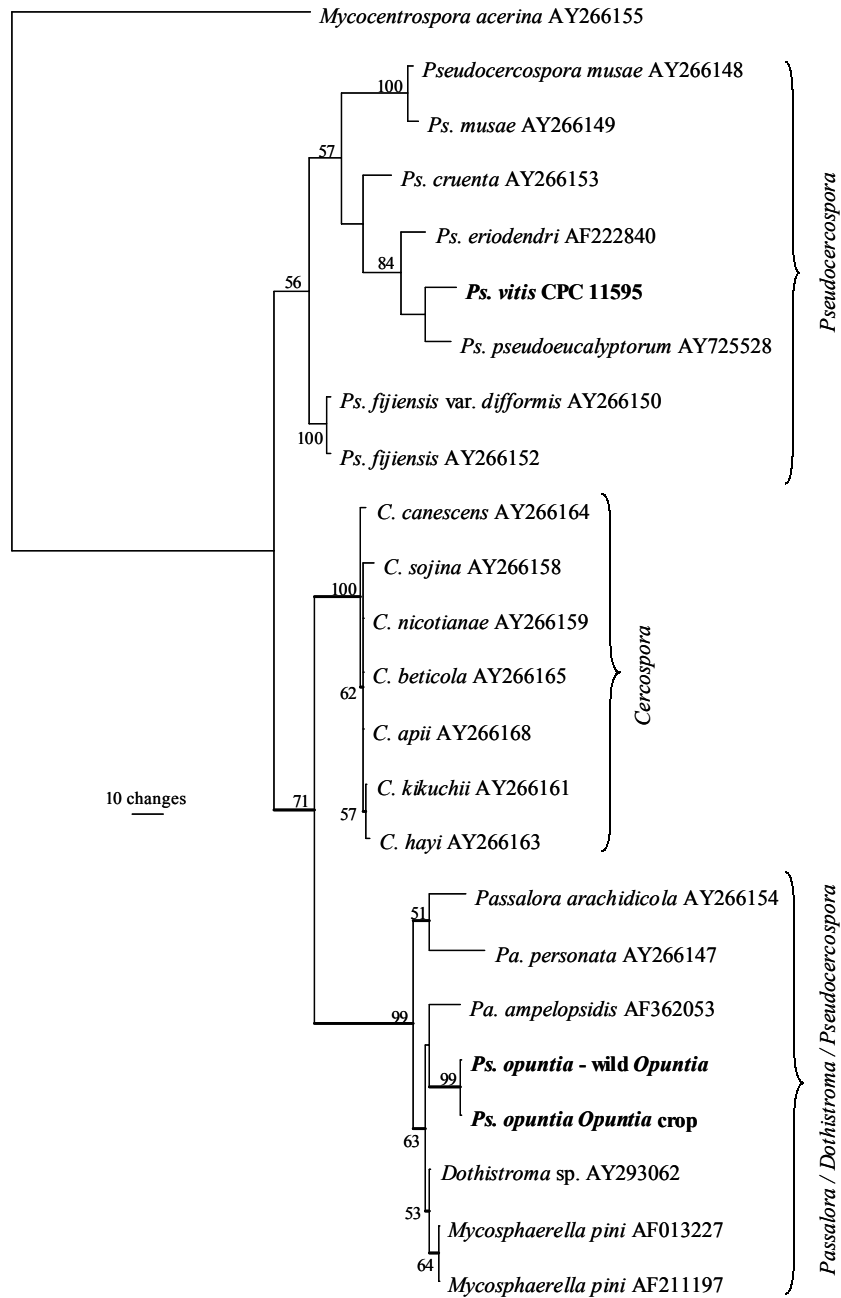 Mycocentrospora acerina AY266155
Pseudocercospora musae AY266148
100
Ps. musae AY266149
57
Ps. cruenta AY266153
Ps. eriodendri AF222840
84
Ps. vitis CPC 11595
56
Ps. pseudoeucalyptorum AY725528
Ps. fijiensis var. difformis AY266150
100
Ps. fijiensis AY266152
Pseudocercospora
C. canescens AY266164
C. sojina AY266158
100
C. nicotianae AY266159
C. beticola AY266165
62
C. apii AY266168
C. kikuchii AY266161
57
C. hayi AY266163
Cercospora
10 changes
71
Passalora arachidicola AY266154
51
Pa. personata AY266147
Pa. ampelopsidis AF362053
99
Ps. opuntia - wild Opuntia
99
Ps. opuntia Opuntia crop
63
Dothistroma sp. AY293062
53
Mycosphaerella pini AF013227
64
Mycosphaerella pini AF211197
Passalora / Dothistroma / Pseudocercospora